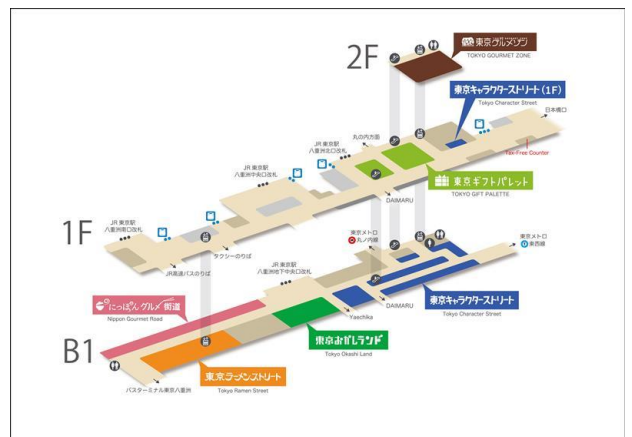 2F
東京グルメゾン
TOKYO GOURMET ZONE
東京キャラクターストリート(1F)
Tokyo Character Street
日本橋口
丸の内方面
JR 東京駅
八重洲北口改札
Tax-Free Counter
JR 東京駅
八重洲中央口改札
東京ギフトパレット
TOKYO GIFT PALETTE
DAIMARU
1F
JR 東京駅
八重洲南口改札
タクシーのりば
JR高速バスのりば
東京メトロ
丸ノ内線
東京メトロ
東西線
JR 東京駅
八重洲地下中央口改札
にっぽんグルメ街道
Nippon Gourmet Road
東京キャラクターストリート
Tokyo Character Street
DAIMARU
Yaechika
東京おかしランド
Tokyo Okashi Land
B1
東京ラーメンストリート
Tokyo Ramen Street
バスターミナル東京八重洲